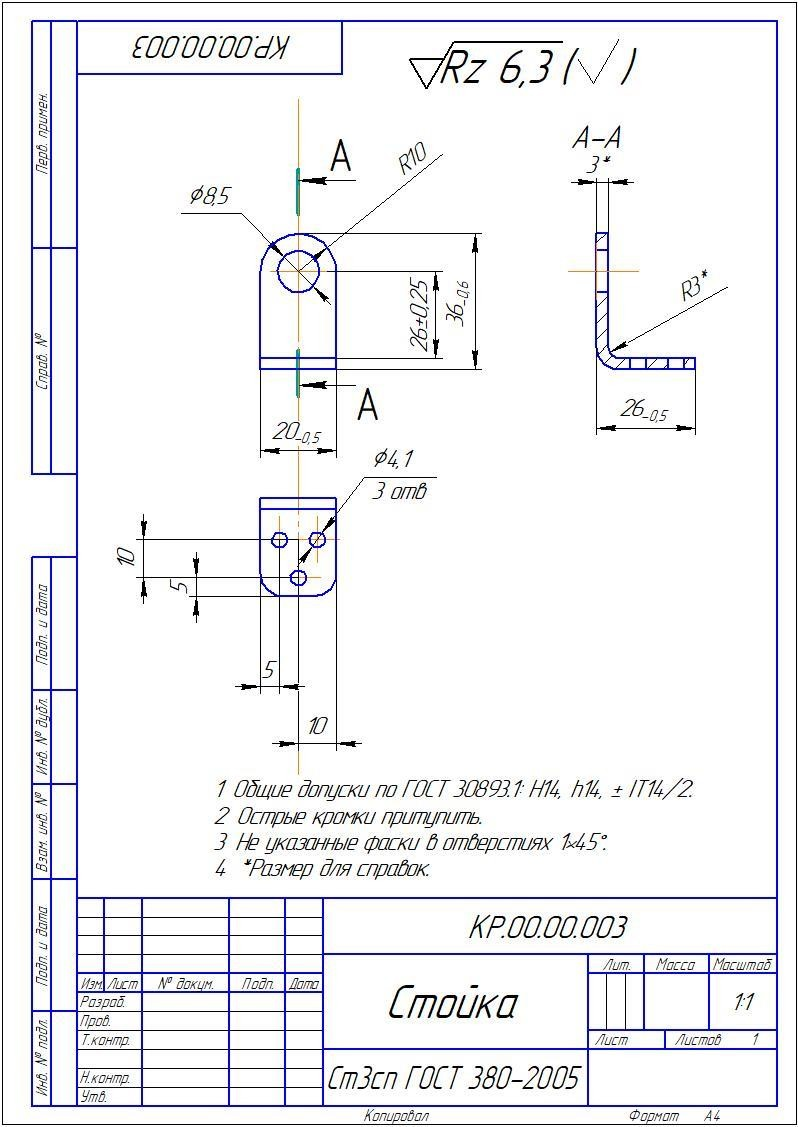 КР.00.00.003
Rz 6,3 (√)
Перв. примен.
Справ. №
Подп. и дата
Инв. № дубл.
Взам. инв. №
Подп. и дата
Инв. № подл.
А
R10
⌀8,5
26±0,25
36-0,6
А
20-0,5
А-А
3*
R3*
26-0,5
⌀4,1
3 отв
10
5
5
10
1 Общие допуски по ГОСТ 30893.1: H14, h14, ± IT14/2.
2 Острые кромки притупить.
3 Не указанные фаски в отверстиях 1×45°.
4 *Размер для справок.
КР.00.00.003
Изм. Лист № докум. Подп. Дата
Разраб.
Пров.
Т.контр.
Н.контр.
Утв.
Стойка
Лит. Масса Масштаб
1:1
Лист Листов 1
Ст3сп ГОСТ 380-2005
Копировал Формат А4